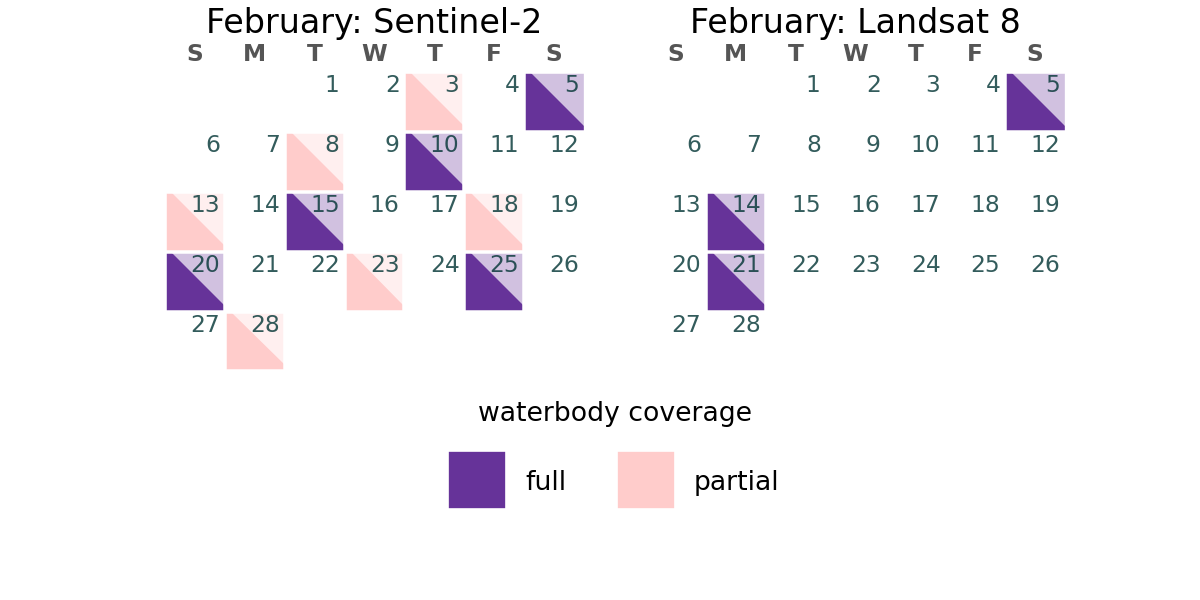 February: Sentinel-2
S M T W T F S
1 2 3 4 5
6 7 8 9 10 11 12
13 14 15 16 17 18 19
20 21 22 23 24 25 26
27 28
February: Landsat 8
S M T W T F S
1 2 3 4 5
6 7 8 9 10 11 12
13 14 15 16 17 18 19
20 21 22 23 24 25 26
27 28
waterbody coverage
full
partial